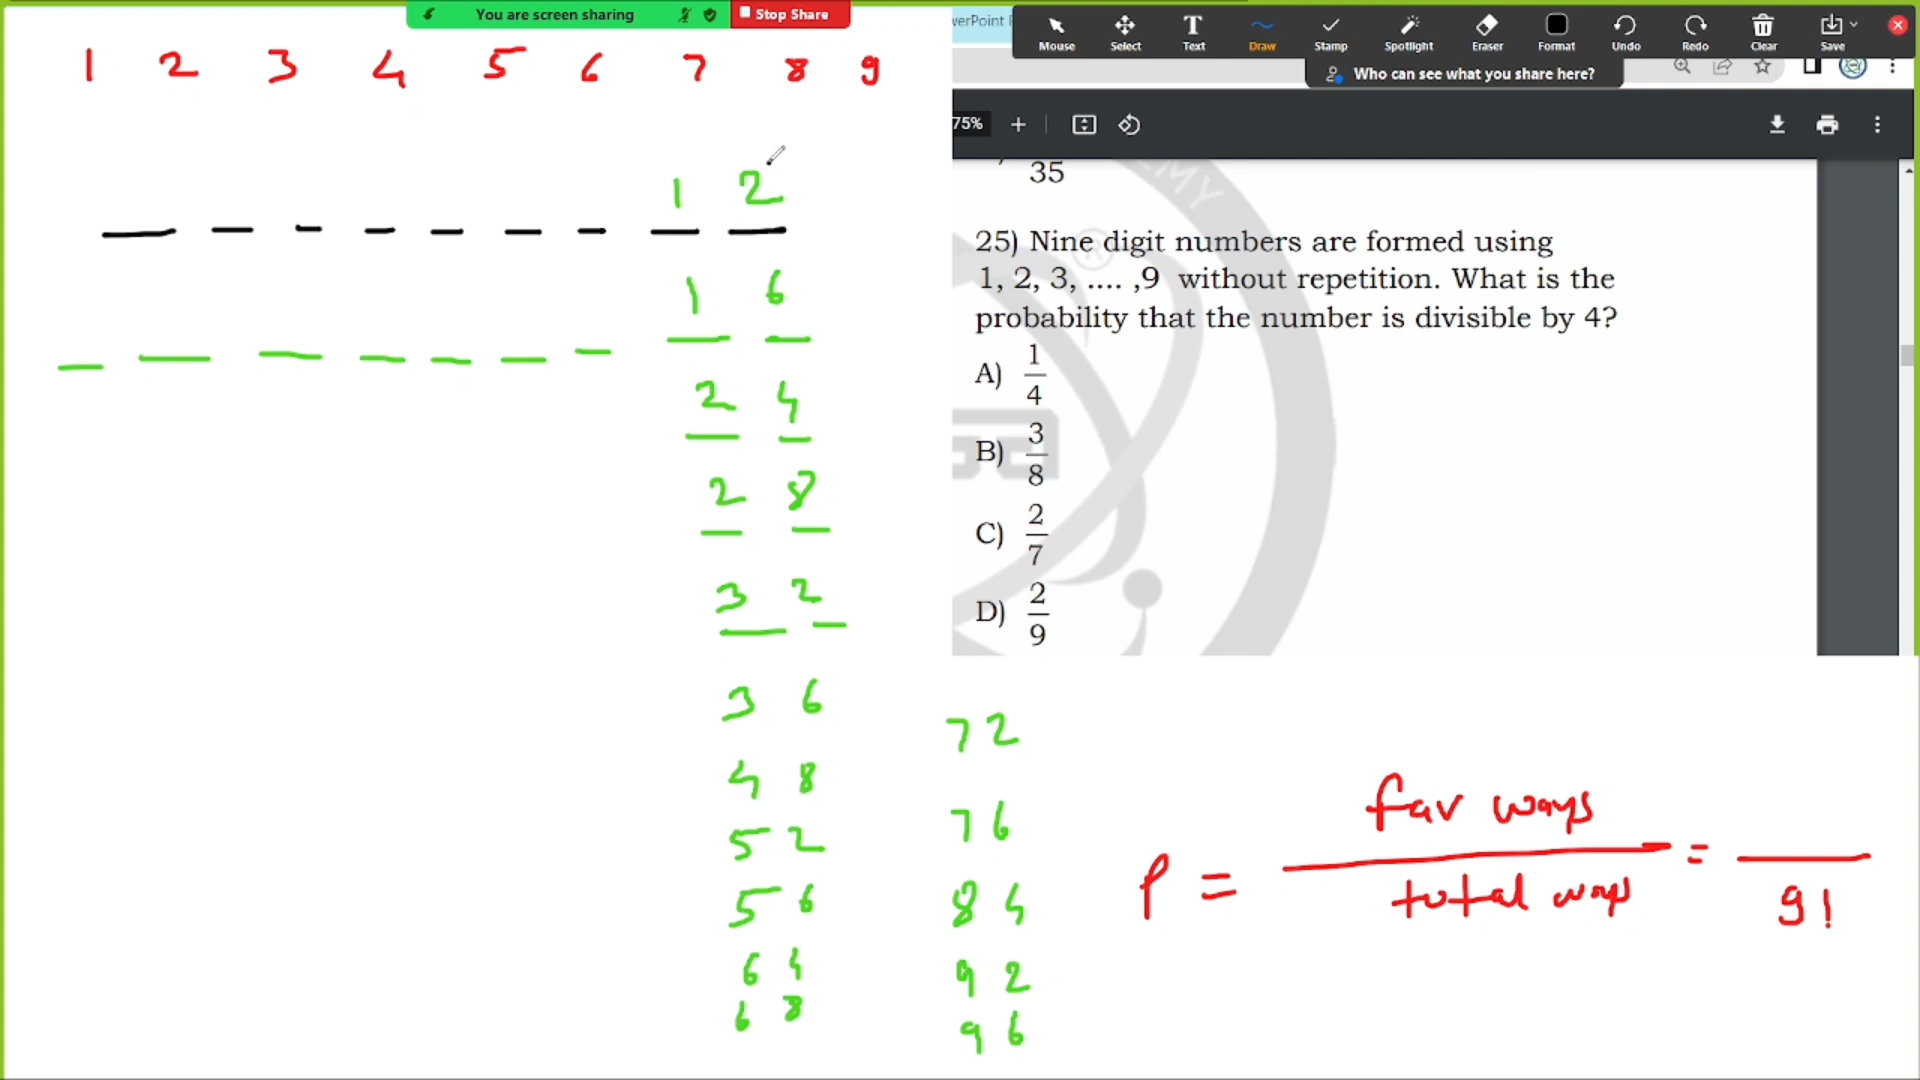 You are screen sharing Stop Share
werPoint
Mouse Select Text Draw Stamp Spotlight Eraser Format Undo Redo Clear Save
Who can see what you share here?
75%
1 2 3 4 5 6 7 8 9
1 2
1 6
2 4
2 8
3 2
3 6
4 8
5 2
5 6
6 4
6 8
7 2
7 6
8 4
9 2
9 6
35
25) Nine digit numbers are formed using
1, 2, 3, .... ,9 without repetition. What is the
probability that the number is divisible by 4?
A) 1/4
B) 3/8
C) 2/7
D) 2/9
P = fav ways / total ways = / 9!
EMY
®